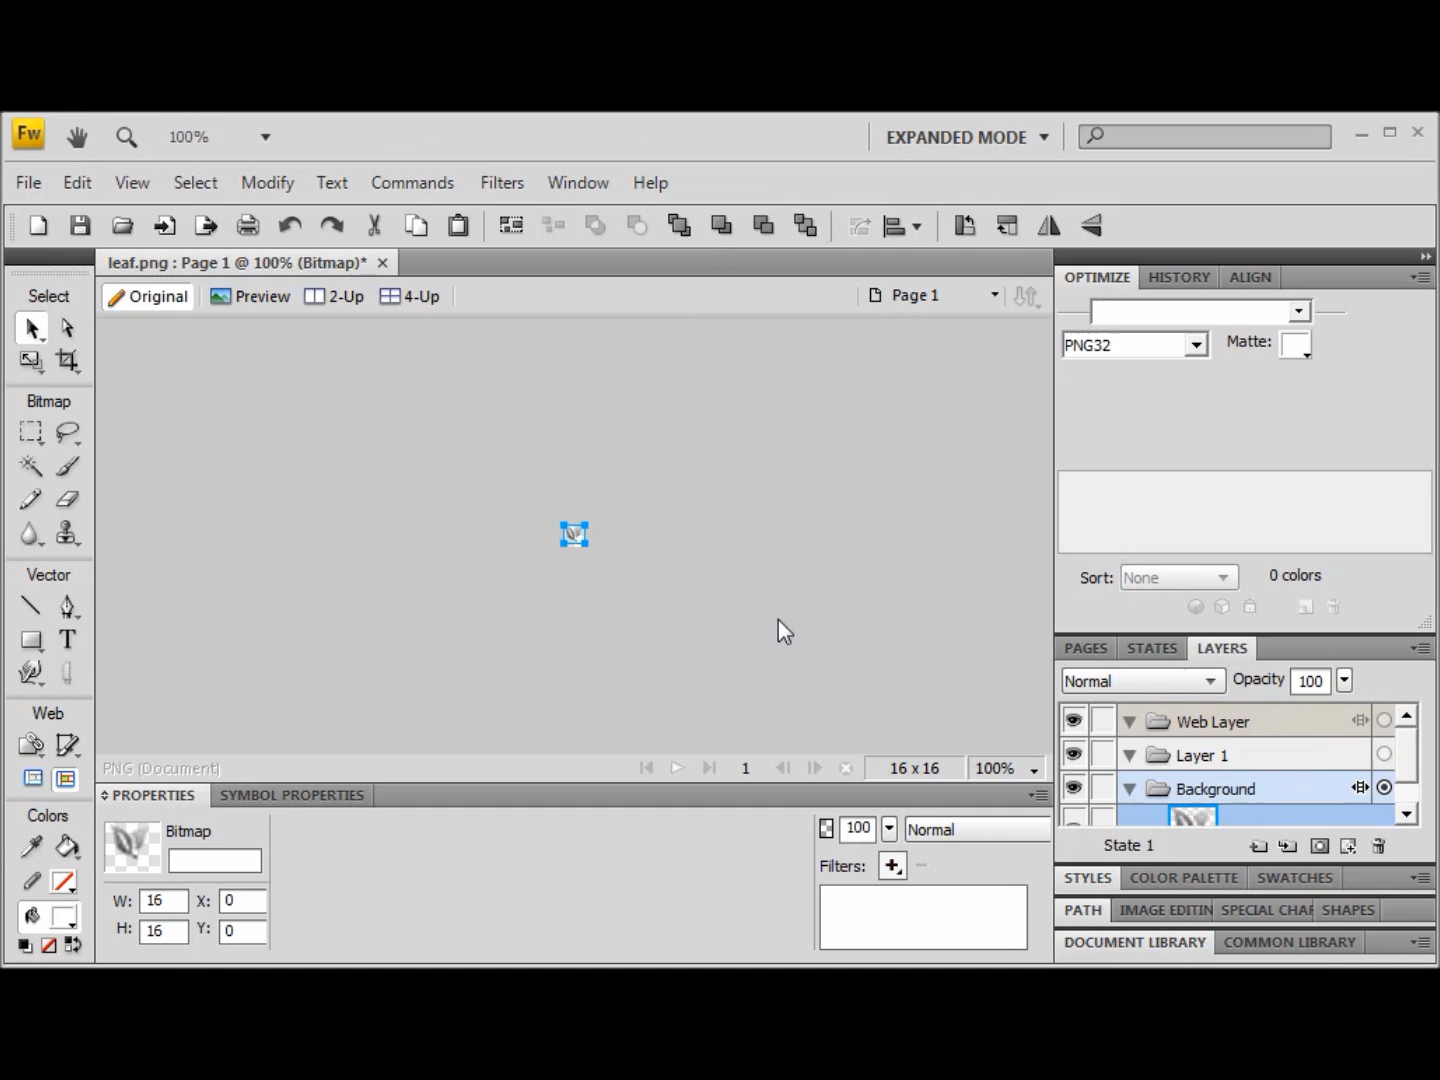 Fw 100% EXPANDED MODE
File Edit View Select Modify Text Commands Filters Window Help
leaf.png : Page 1 @ 100% (Bitmap)*
Original Preview 2-Up 4-Up Page 1
Select
Bitmap
Vector
Web
Colors
OPTIMIZE HISTORY ALIGN
PNG32 Matte:
Sort: None 0 colors
PAGES STATES LAYERS
Normal Opacity 100
Web Layer
Layer 1
Background
State 1
STYLES COLOR PALETTE SWATCHES
PATH IMAGE EDITIN SPECIAL CHAR SHAPES
DOCUMENT LIBRARY COMMON LIBRARY
PNG (Document) 1 16 x 16 100%
PROPERTIES SYMBOL PROPERTIES
Bitmap 100 Normal
Filters:
W: 16 X: 0
H: 16 Y: 0